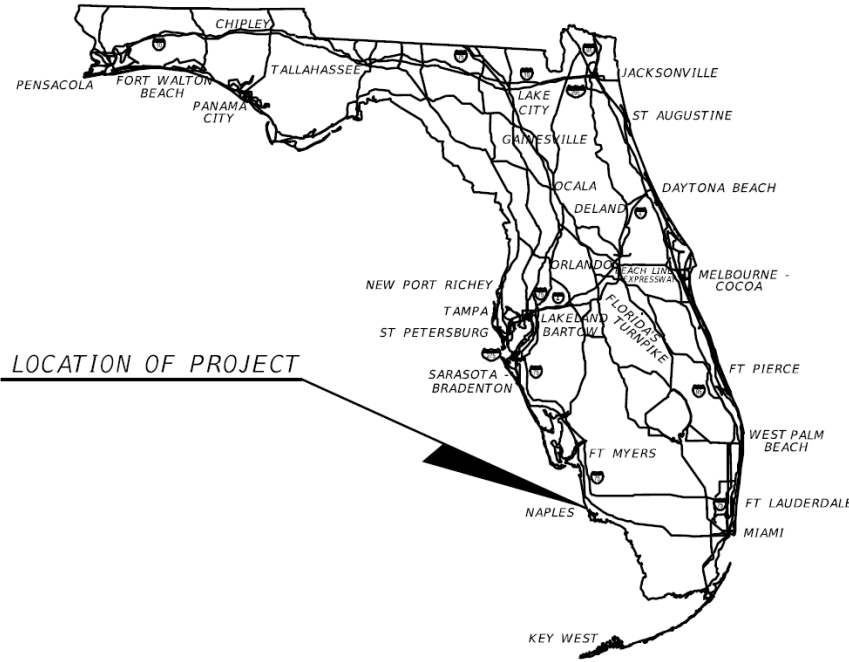 CHIPLEY
PENSACOLA
FORT WALTON
BEACH
PANAMA
CITY
TALLAHASSEE
LAKE
CITY
JACKSONVILLE
ST AUGUSTINE
GAINESVILLE
OCALA
DAYTONA BEACH
DELAND
ORLANDO
BEACH LINE
EXPRESSWAY
MELBOURNE -
COCOA
NEW PORT RICHEY
TAMPA
ST PETERSBURG
LAKELAND
BARTOW
FLORIDA'S
TURNPIKE
LOCATION OF PROJECT
SARASOTA -
BRADENTON
FT PIERCE
WEST PALM
BEACH
FT MYERS
NAPLES
FT LAUDERDALE
MIAMI
KEY WEST